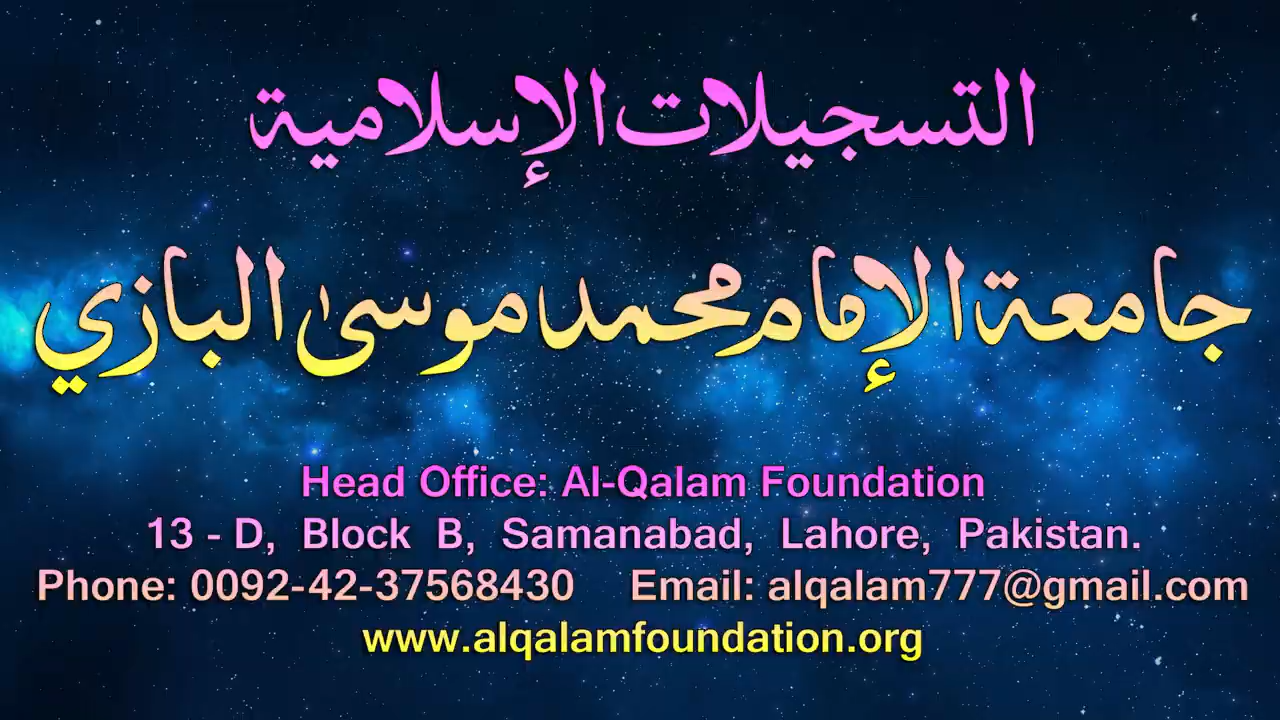 التسجيلات الإسلامية
جامعة الإمام محمد موسىٰ البازي
Head Office: Al-Qalam Foundation
13 - D, Block B, Samanabad, Lahore, Pakistan.
Phone: 0092-42-37568430 Email: alqalam777@gmail.com
www.alqalamfoundation.org